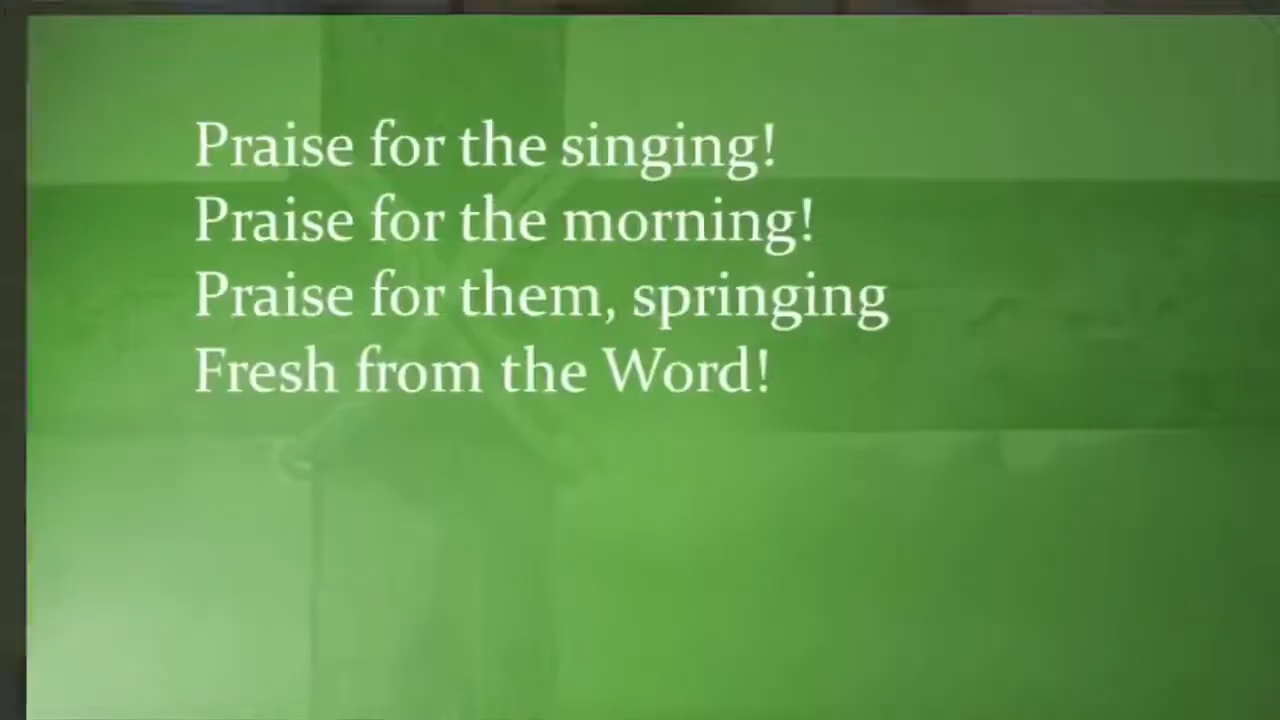 Praise for the singing!
Praise for the morning!
Praise for them, springing
Fresh from the Word!